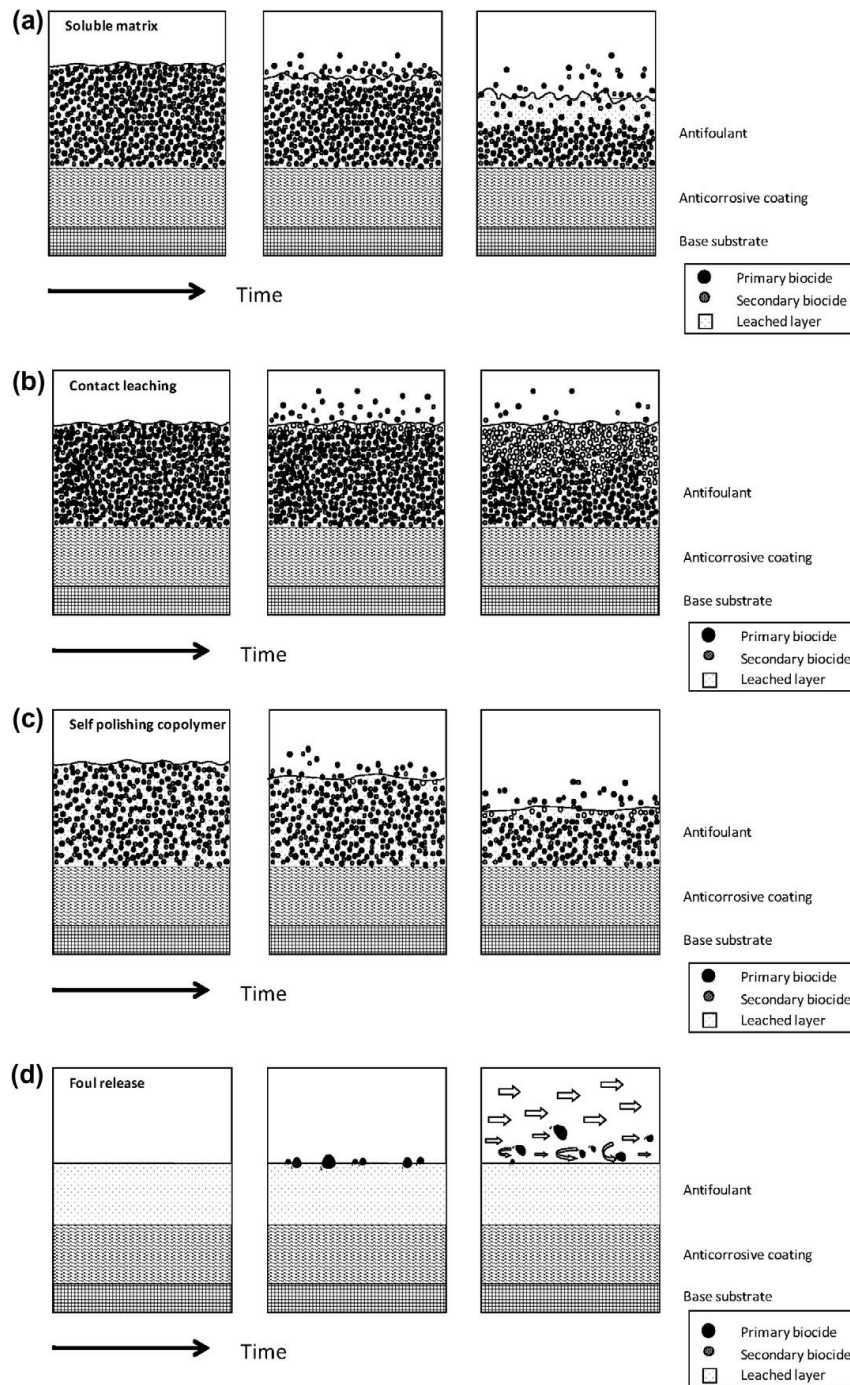 (a)
Soluble matrix
Antifoulant
Anticorrosive coating
Base substrate
Time
Primary biocide
Secondary biocide
Leached layer
(b)
Contact leaching
Antifoulant
Anticorrosive coating
Base substrate
Time
Primary biocide
Secondary biocide
Leached layer
(c)
Self polishing copolymer
Antifoulant
Anticorrosive coating
Base substrate
Time
Primary biocide
Secondary biocide
Leached layer
(d)
Foul release
Antifoulant
Anticorrosive coating
Base substrate
Time
Primary biocide
Secondary biocide
Leached layer